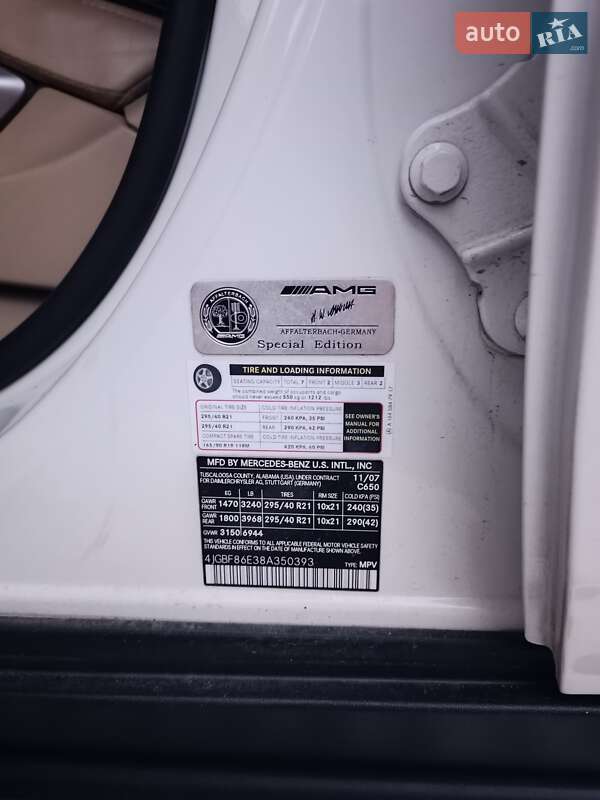 auto RIA.com
AMG
AFFALTERBACH
AMG
AFFALTERBACH-GERMANY
Special Edition
TIRE AND LOADING INFORMATION
SEATING CAPACITY TOTAL 7 FRONT 2 MIDDLE 3 REAR 2
The combined weight of occupants and cargo
should never exceed 550 kg or 1212 lbs.
ORIGINAL TIRE SIZE COLD TIRE INFLATION PRESSURE
295/40 R21 FRONT 240 KPA, 35 PSI
295/40 R21 REAR 290 KPA, 42 PSI
COMPACT SPARE TIRE COLD TIRE INFLATION PRESSURE
420 KPA, 60 PSI
SEE OWNER'S
MANUAL FOR
ADDITIONAL
INFORMATION
MFD BY MERCEDES-BENZ U.S. INTL., INC
TUSCALOOSA COUNTY, ALABAMA (USA), UNDER CONTRACT 11/07
FOR DAIMLERCHRYSLER AG, STUTTGART (GERMANY) C650
KG LB TIRES RIM SIZE COLD KPA (PSI)
GAWR FRONT 1470 3240 295/40 R21 10x21 240(35)
GAWR REAR 1800 3968 295/40 R21 10x21 290(42)
GVWR 3150 6944
THIS VEHICLE CONFORMS TO ALL APPLICABLE FEDERAL MOTOR VEHICLE SAFETY
STANDARDS IN EFFECT ON THE DATE OF MANUFACTURE SHOWN ABOVE.
4JGBF86E38A350393 TYPE: MPV